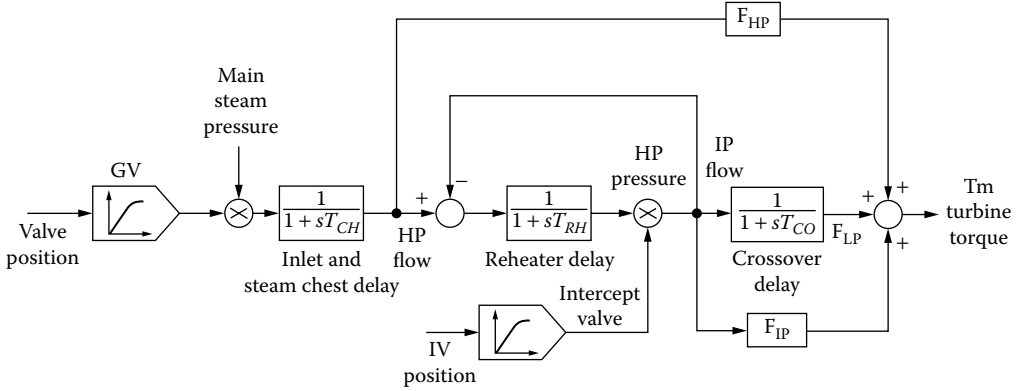 F_HP
Main
steam
pressure
GV
HP
pressure
IP
flow
Tm
turbine
torque
−
+
+
+
+
1
1 + sT_CH
1
1 + sT_RH
1
1 + sT_CO
F_LP
Valve
position
HP
flow
Inlet and
steam chest delay
Reheater delay
Crossover
delay
Intercept
valve
IV
position
F_IP